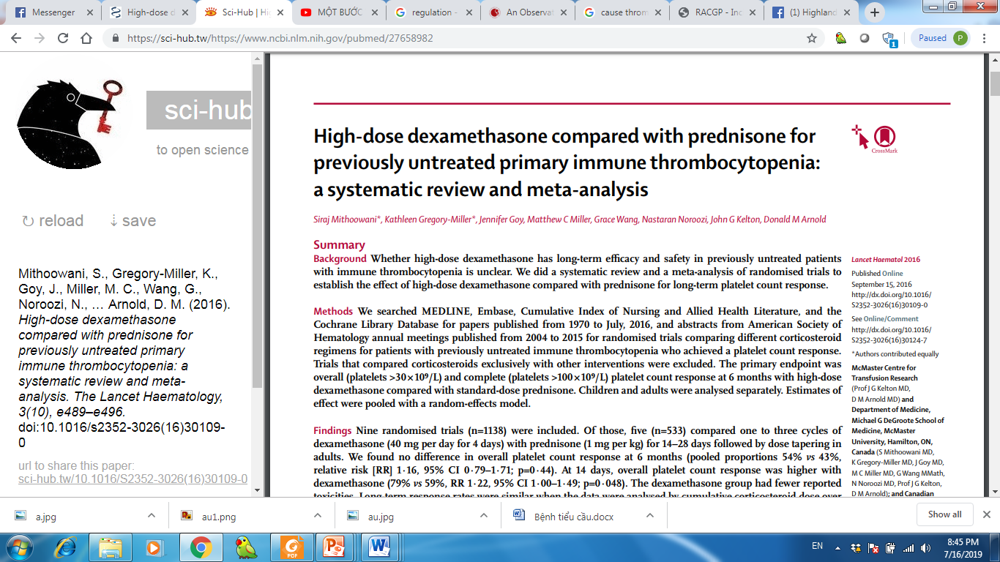 Messenger
High-dose d
Sci-Hub | Hi
MỘT BƯỚC
regulation -
An Observat
cause throm
RACGP - Inc
(1) Highland
https://sci-hub.tw/https://www.ncbi.nlm.nih.gov/pubmed/27658982
1
Paused
P
sci-hub
to open science
↻ reload
⇣ save
Mithoowani, S., Gregory-Miller, K.,
Goy, J., Miller, M. C., Wang, G.,
Noroozi, N., … Arnold, D. M. (2016).
High-dose dexamethasone
compared with prednisone for
previously untreated primary
immune thrombocytopenia: a
systematic review and meta-
analysis. The Lancet Haematology,
3(10), e489–e496.
doi:10.1016/s2352-3026(16)30109-
0
url to share this paper:
sci-hub.tw/10.1016/S2352-3026(16)30109-0
High-dose dexamethasone compared with prednisone for
previously untreated primary immune thrombocytopenia:
a systematic review and meta-analysis
CrossMark
Siraj Mithoowani*, Kathleen Gregory-Miller*, Jennifer Goy, Matthew C Miller, Grace Wang, Nastaran Noroozi, John G Kelton, Donald M Arnold
Summary
Background Whether high-dose dexamethasone has long-term efficacy and safety in previously untreated patients
with immune thrombocytopenia is unclear. We did a systematic review and a meta-analysis of randomised trials to
establish the effect of high-dose dexamethasone compared with prednisone for long-term platelet count response.
Methods We searched MEDLINE, Embase, Cumulative Index of Nursing and Allied Health Literature, and the
Cochrane Library Database for papers published from 1970 to July, 2016, and abstracts from American Society of
Hematology annual meetings published from 2004 to 2015 for randomised trials comparing different corticosteroid
regimens for patients with previously untreated immune thrombocytopenia who achieved a platelet count response.
Trials that compared corticosteroids exclusively with other interventions were excluded. The primary endpoint was
overall (platelets >30×10⁹/L) and complete (platelets >100×10⁹/L) platelet count response at 6 months with high-dose
dexamethasone compared with standard-dose prednisone. Children and adults were analysed separately. Estimates of
effect were pooled with a random-effects model.
Findings Nine randomised trials (n=1138) were included. Of those, five (n=533) compared one to three cycles of
dexamethasone (40 mg per day for 4 days) with prednisone (1 mg per kg) for 14–28 days followed by dose tapering in
adults. We found no difference in overall platelet count response at 6 months (pooled proportions 54% vs 43%,
relative risk [RR] 1·16, 95% CI 0·79–1·71; p=0·44). At 14 days, overall platelet count response was higher with
dexamethasone (79% vs 59%, RR 1·22, 95% CI 1·00–1·49; p=0·048). The dexamethasone group had fewer reported
toxicities. Long-term response rates were similar when the data were analysed by cumulative corticosteroid dose over
Lancet Haematol 2016
Published Online
September 15, 2016
http://dx.doi.org/10.1016/
S2352-3026(16)30109-0
See Online/Comment
http://dx.doi.org/10.1016/
S2352-3026(16)30124-7
*Authors contributed equally
McMaster Centre for
Transfusion Research
(Prof J G Kelton MD,
D M Arnold MD) and
Department of Medicine,
Michael G DeGroote School of
Medicine, McMaster
University, Hamilton, ON,
Canada (S Mithoowani MD,
K Gregory-Miller MD, J Goy MD,
M C Miller MD, G Wang MMath,
N Noroozi MD, Prof J G Kelton,
D M Arnold); and Canadian
a.jpg
au1.png
au.jpg
Bệnh tiểu cầu.docx
Show all
PDF
EN
8:45 PM
7/16/2019